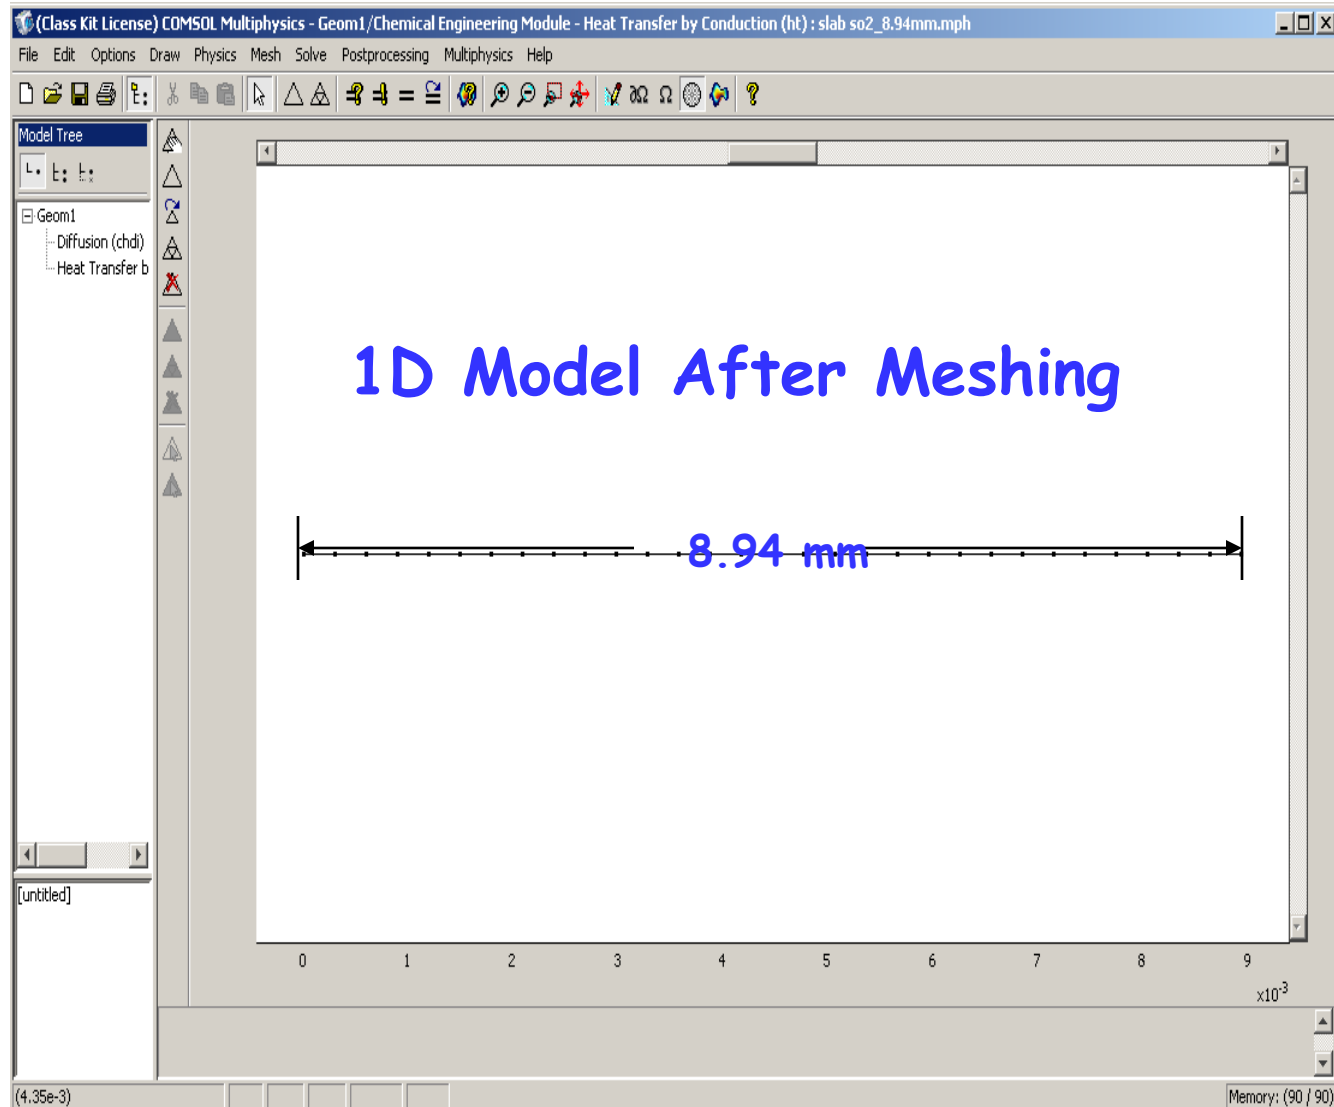 (Class Kit License) COMSOL Multiphysics - Geom1/Chemical Engineering Module - Heat Transfer by Conduction (ht) : slab so2_8.94mm.mph
File Edit Options Draw Physics Mesh Solve Postprocessing Multiphysics Help
Model Tree
Geom1
Diffusion (chdi)
Heat Transfer b
1D Model After Meshing
8.94 mm
[untitled]
0 1 2 3 4 5 6 7 8 9
x10-3
(4.35e-3)
Memory: (90 / 90)